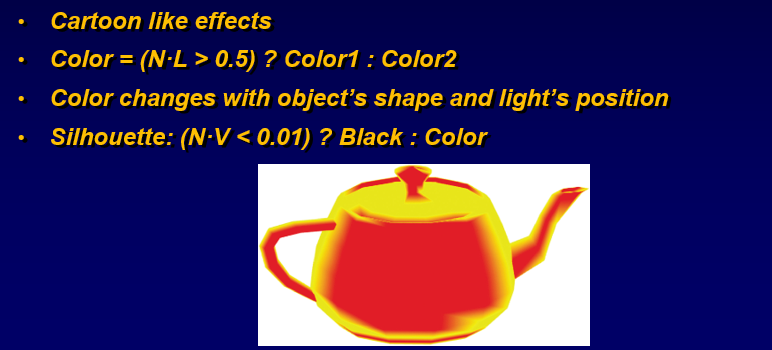 • Cartoon like effects
• Color = (N·L > 0.5) ? Color1 : Color2
• Color changes with object’s shape and light’s position
• Silhouette: (N·V < 0.01) ? Black : Color